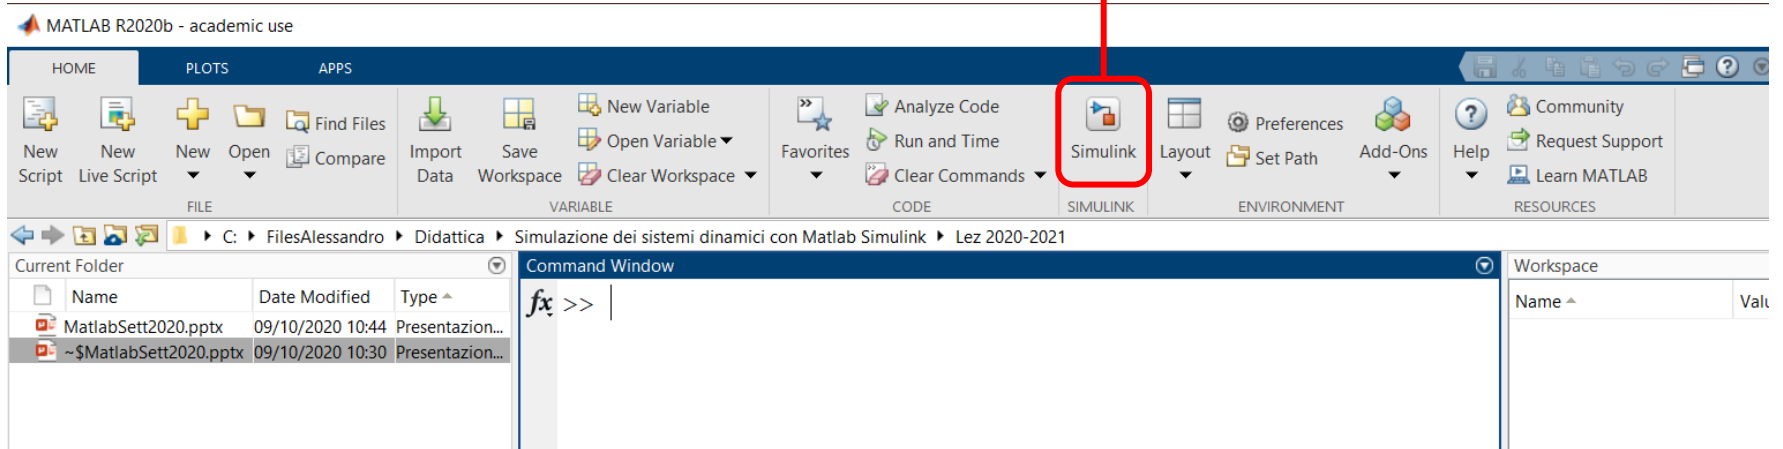 MATLAB R2020b - academic use
HOME PLOTS APPS
New Script
New Live Script
New
Open
Find Files
Compare
FILE
Import Data
Save Workspace
New Variable
Open Variable
Clear Workspace
VARIABLE
Favorites
Analyze Code
Run and Time
Clear Commands
CODE
Simulink
SIMULINK
Layout
Preferences
Set Path
Add-Ons
ENVIRONMENT
Help
Community
Request Support
Learn MATLAB
RESOURCES
C: FilesAlessandro Didattica Simulazione dei sistemi dinamici con Matlab Simulink Lez 2020-2021
Current Folder
Name Date Modified Type
MatlabSett2020.pptx 09/10/2020 10:44 Presentazion...
~$MatlabSett2020.pptx 09/10/2020 10:30 Presentazion...
Command Window
fx >>
Workspace
Name Valu